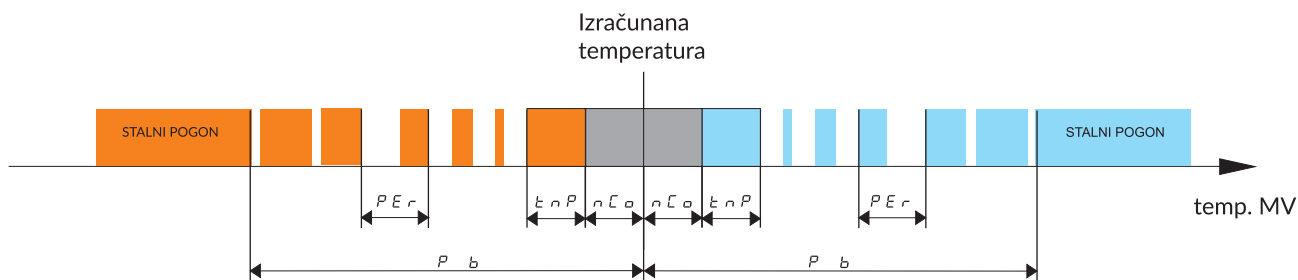 Izračunana
temperatura
STALNI POGON STALNI POGON
PEr tnP nCo nCo tnP PEr
temp. MV
P b P b